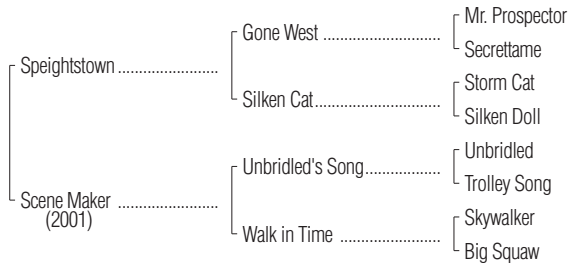 Mr. Prospector
Gone West ........................
Secrettame
Speightstown ....................
Storm Cat
Silken Cat..........................
Silken Doll
Unbridled
Unbridled's Song.................
Trolley Song
Scene Maker ....................
(2001)
Skywalker
Walk in Time ....................
Big Squaw